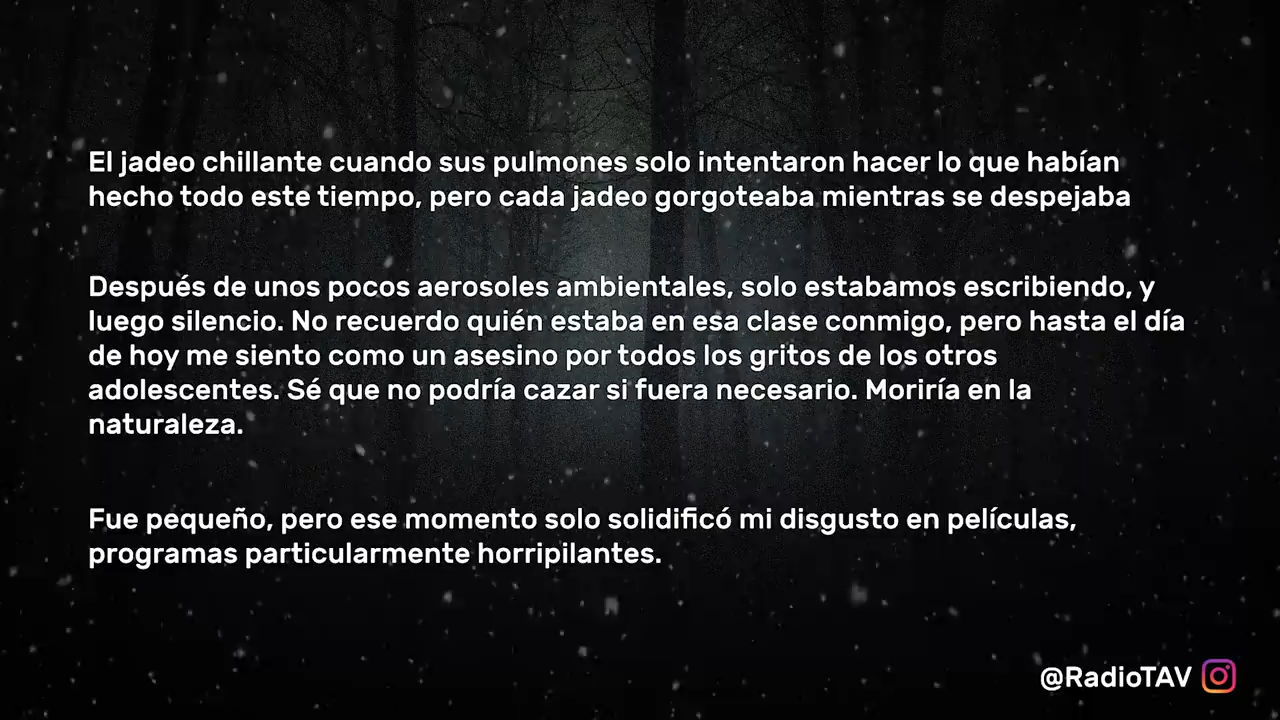 El jadeo chillante cuando sus pulmones solo intentaron hacer lo que habían
hecho todo este tiempo, pero cada jadeo gorgoteaba mientras se despejaba
Después de unos pocos aerosoles ambientales, solo estabamos escribiendo, y
luego silencio. No recuerdo quién estaba en esa clase conmigo, pero hasta el día
de hoy me siento como un asesino por todos los gritos de los otros
adolescentes. Sé que no podría cazar si fuera necesario. Moriría en la
naturaleza.
Fue pequeño, pero ese momento solo solidificó mi disgusto en películas,
programas particularmente horripilantes.
@RadioTAV